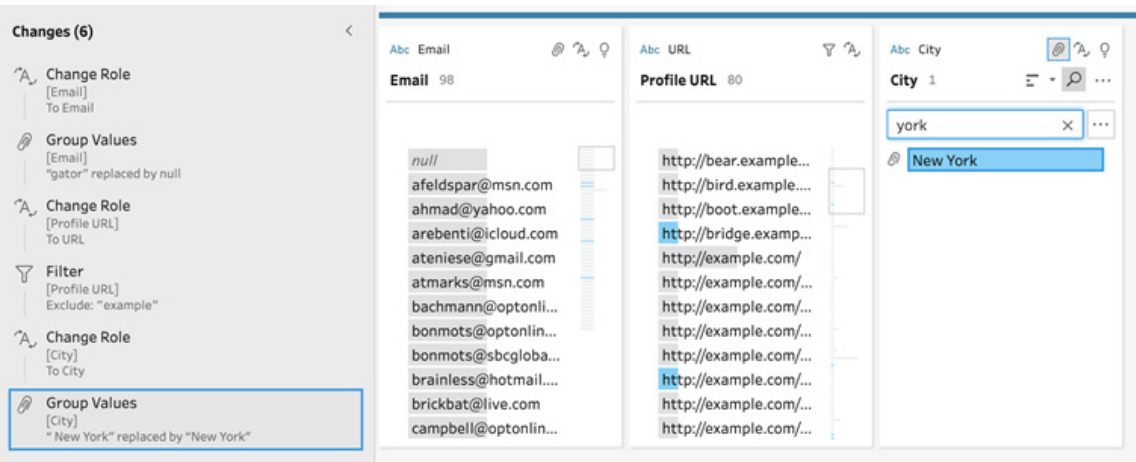 Changes (6)
Change Role
[Email]
To Email
Group Values
[Email]
"gator" replaced by null
Change Role
[Profile URL]
To URL
Filter
[Profile URL]
Exclude: "example"
Change Role
[City]
To City
Group Values
[City]
" New York" replaced by "New York"
Abc Email
Email 98
null
afeldspar@msn.com
ahmad@yahoo.com
arebenti@icloud.com
ateniese@gmail.com
atmarks@msn.com
bachmann@optonli...
bonmots@optonlin...
bonmots@sbcgloba...
brainless@hotmail....
brickbat@live.com
campbell@optonlin...
Abc URL
Profile URL 80
http://bear.example...
http://bird.example....
http://boot.example...
http://bridge.examp...
http://example.com/
http://example.com/...
http://example.com/...
http://example.com/...
http://example.com/...
http://example.com/...
http://example.com/...
http://example.com/...
Abc City
City 1
york
New York